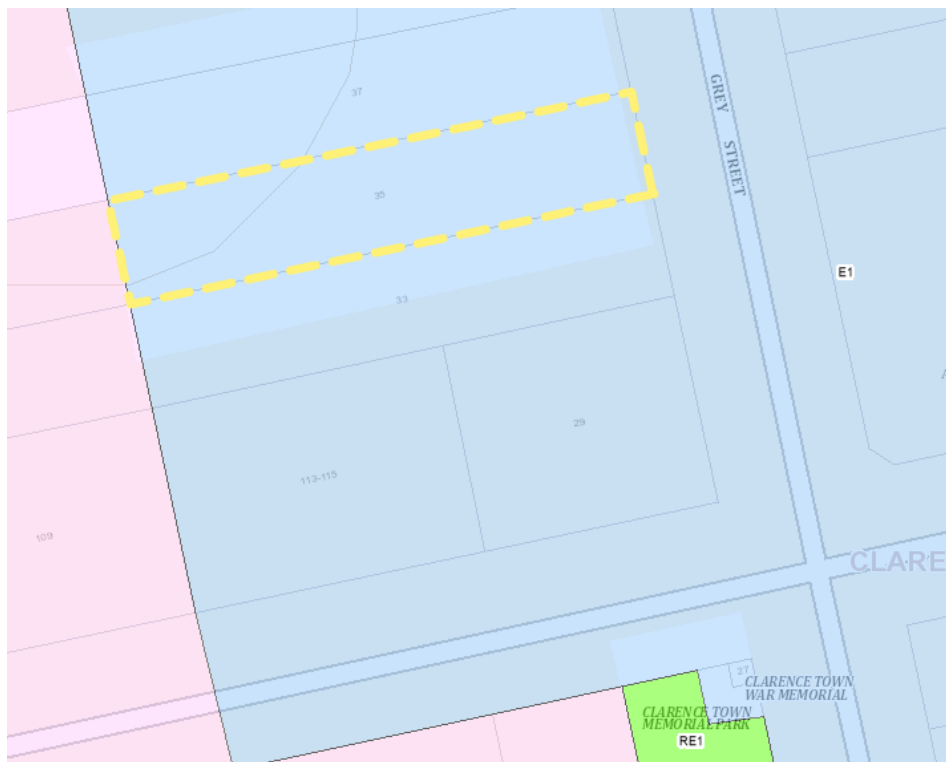 37
GREY
STREET
35
E1
33
29
113-115
109
CLARE
27
CLARENCE TOWN
WAR MEMORIAL
CLARENCE TOWN
MEMORIAL PARK
RE1